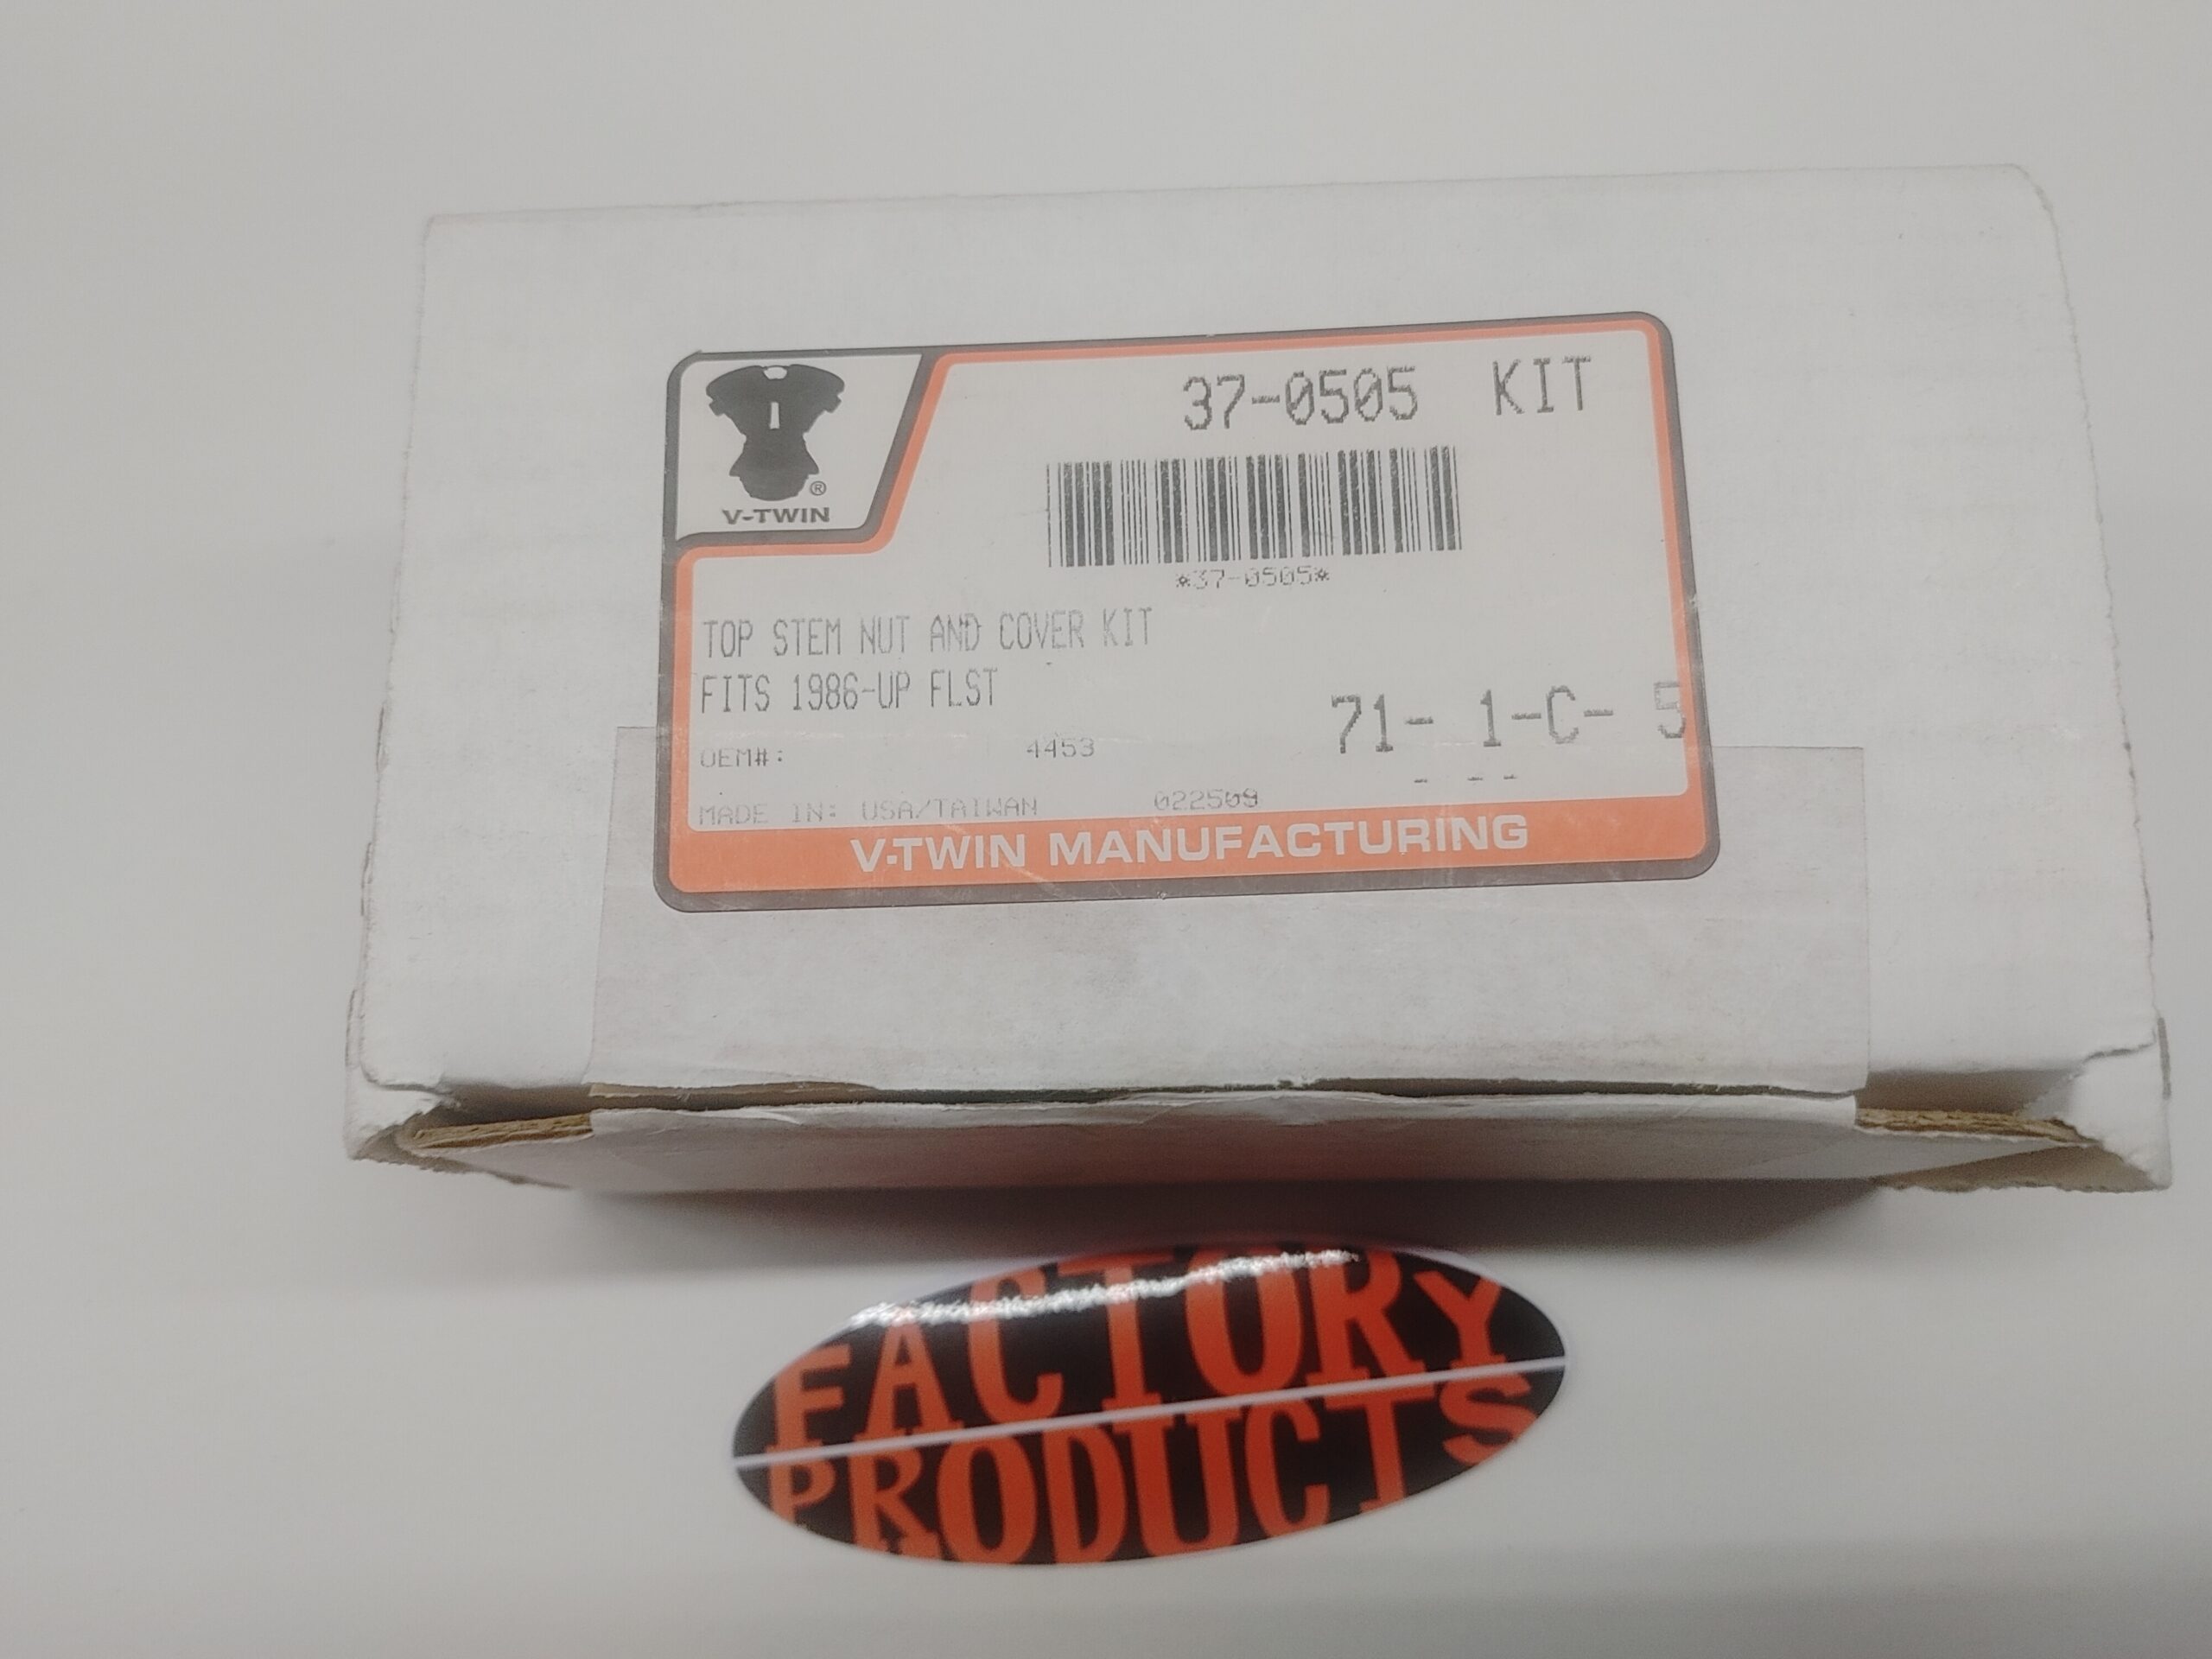 37-0505 KIT
® 
V-TWIN
*37-0505*
TOP STEM NUT AND COVER KIT
FITS 1986-UP FLST
71- 1-C- 5
OEM#: 4453
- --
MADE IN: USA/TAIWAN 022509
V-TWIN MANUFACTURING
FACTORY
PRODUCTS